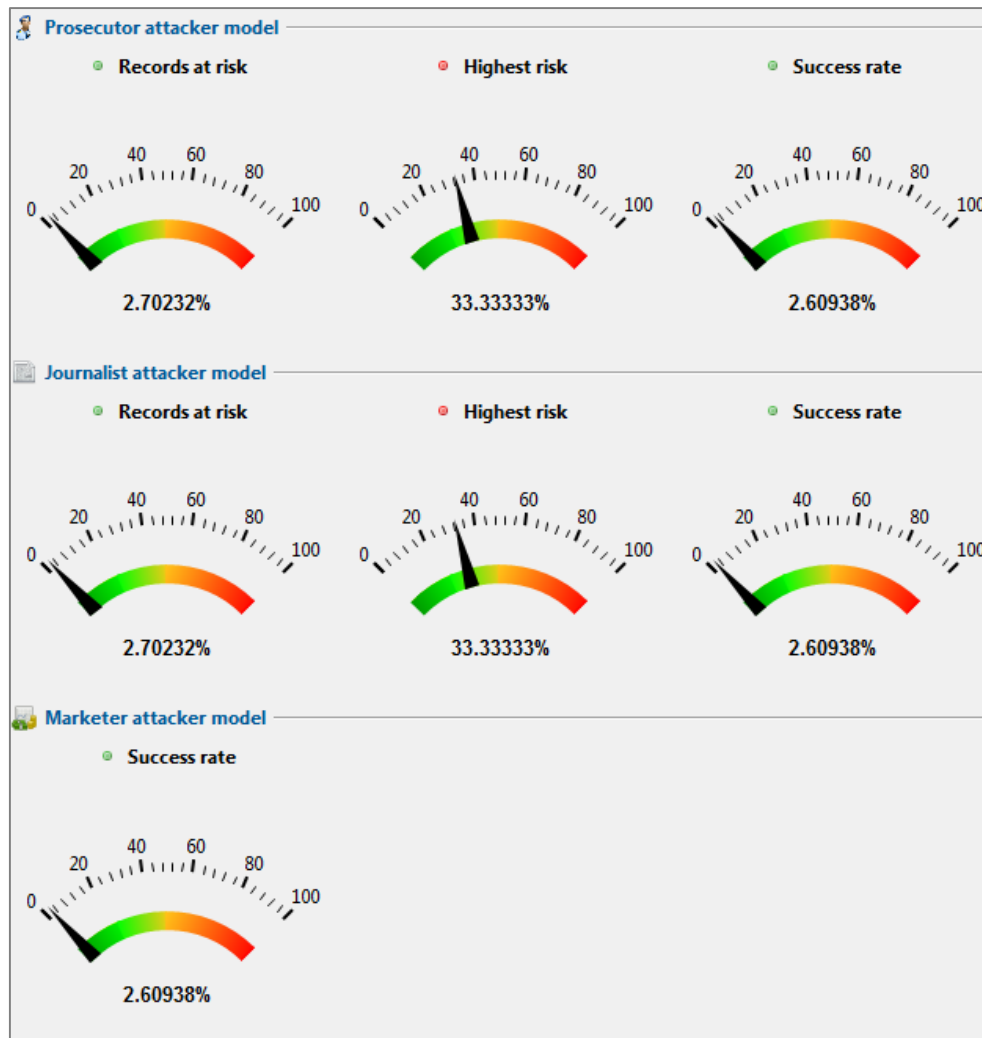 Prosecutor attacker model
Records at risk
Highest risk
Success rate
0 20 40 60 80 100
0 20 40 60 80 100
0 20 40 60 80 100
2.70232%
33.33333%
2.60938%
Journalist attacker model
Records at risk
Highest risk
Success rate
0 20 40 60 80 100
0 20 40 60 80 100
0 20 40 60 80 100
2.70232%
33.33333%
2.60938%
Marketer attacker model
Success rate
0 20 40 60 80 100
2.60938%